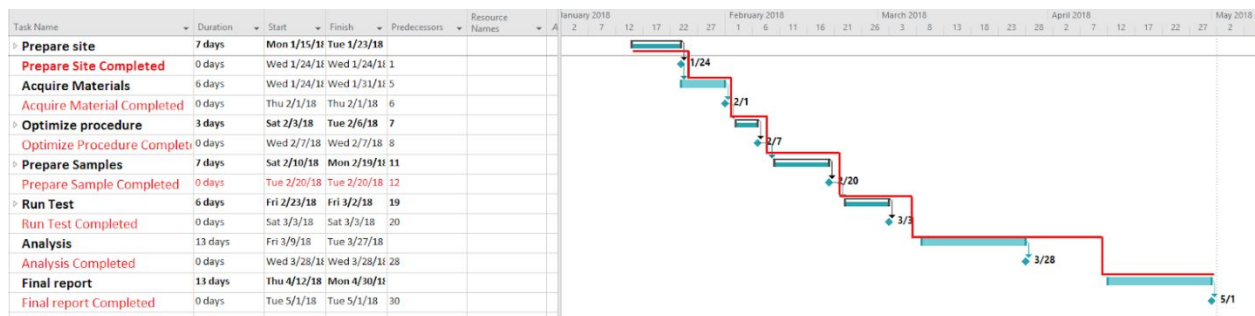 Task Name Duration Start Finish Predecessors Resource Names A
January 2018 February 2018 March 2018 April 2018 May 2018
2 7 12 17 22 27 1 6 11 16 21 26 3 8 13 18 23 28 2 7 12 17 22 27 2
Prepare site 7 days Mon 1/15/18 Tue 1/23/18
Prepare Site Completed 0 days Wed 1/24/18 Wed 1/24/18 1 1/24
Acquire Materials 6 days Wed 1/24/18 Wed 1/31/18 5
Acquire Material Completed 0 days Thu 2/1/18 Thu 2/1/18 6 2/1
Optimize procedure 3 days Sat 2/3/18 Tue 2/6/18 7
Optimize Procedure Complet 0 days Wed 2/7/18 Wed 2/7/18 8 2/7
Prepare Samples 7 days Sat 2/10/18 Mon 2/19/18 11
Prepare Sample Completed 0 days Tue 2/20/18 Tue 2/20/18 12 2/20
Run Test 6 days Fri 2/23/18 Fri 3/2/18 19
Run Test Completed 0 days Sat 3/3/18 Sat 3/3/18 20 3/3
Analysis 13 days Fri 3/9/18 Tue 3/27/18
Analysis Completed 0 days Wed 3/28/18 Wed 3/28/18 28 3/28
Final report 13 days Thu 4/12/18 Mon 4/30/18
Final report Completed 0 days Tue 5/1/18 Tue 5/1/18 30 5/1